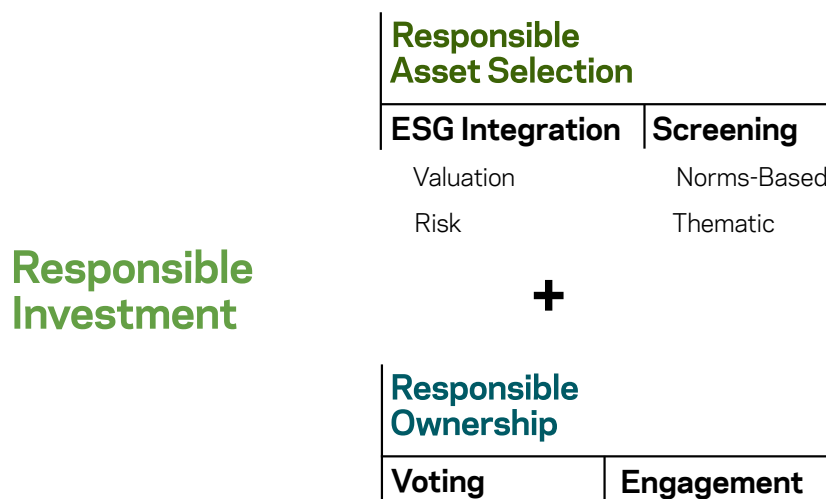 Responsible
Investment
Responsible
Asset Selection
ESG Integration
Screening
Valuation
Norms-Based
Risk
Thematic
+
Responsible
Ownership
Voting
Engagement